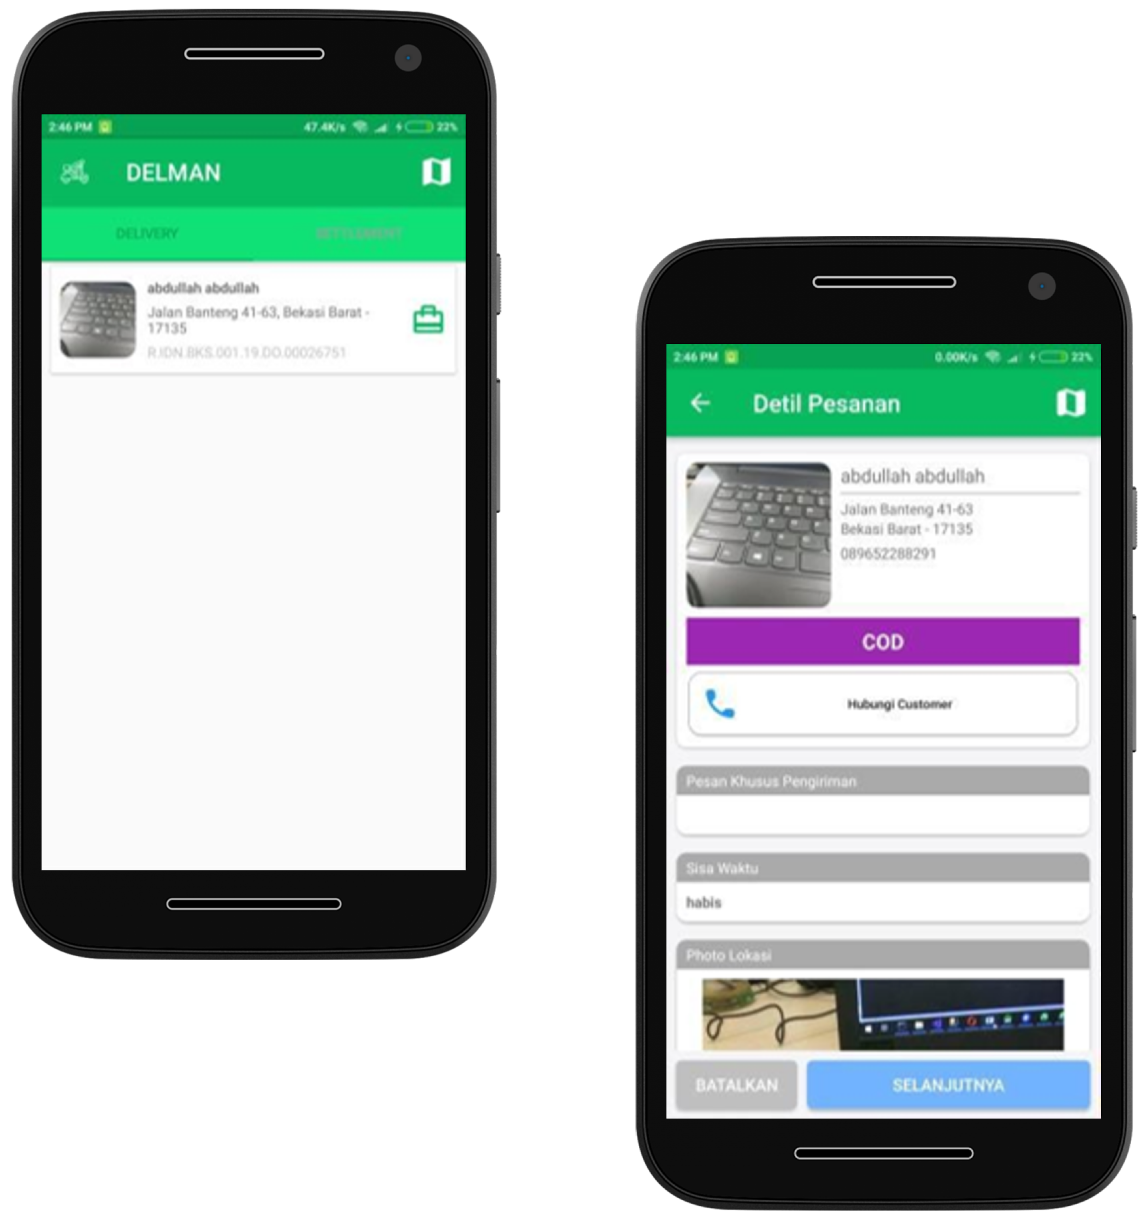 2:46 PM
47.4K/s
22%
DELMAN
DELIVERY
SETTLEMENT
abdullah abdullah
Jalan Banteng 41-63, Bekasi Barat -
17135
R.IDN.BKS.001.19.DO.00026751
2:46 PM
0.00K/s
22%
Detil Pesanan
abdullah abdullah
Jalan Banteng 41-63
Bekasi Barat - 17135
089652288291
COD
Hubungi Customer
Pesan Khusus Pengiriman
Sisa Waktu
habis
Photo Lokasi
BATALKAN
SELANJUTNYA